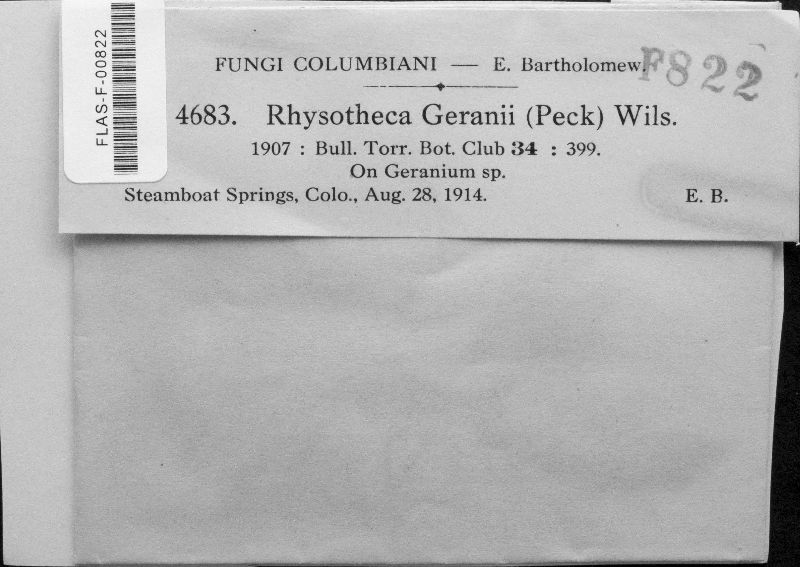 FLAS-F-00822
FUNGI COLUMBIANI — E. Bartholomew.
F822
4683. Rhysotheca Geranii (Peck) Wils.
1907 : Bull. Torr. Bot. Club 34 : 399.
On Geranium sp.
Steamboat Springs, Colo., Aug. 28, 1914. E. B.